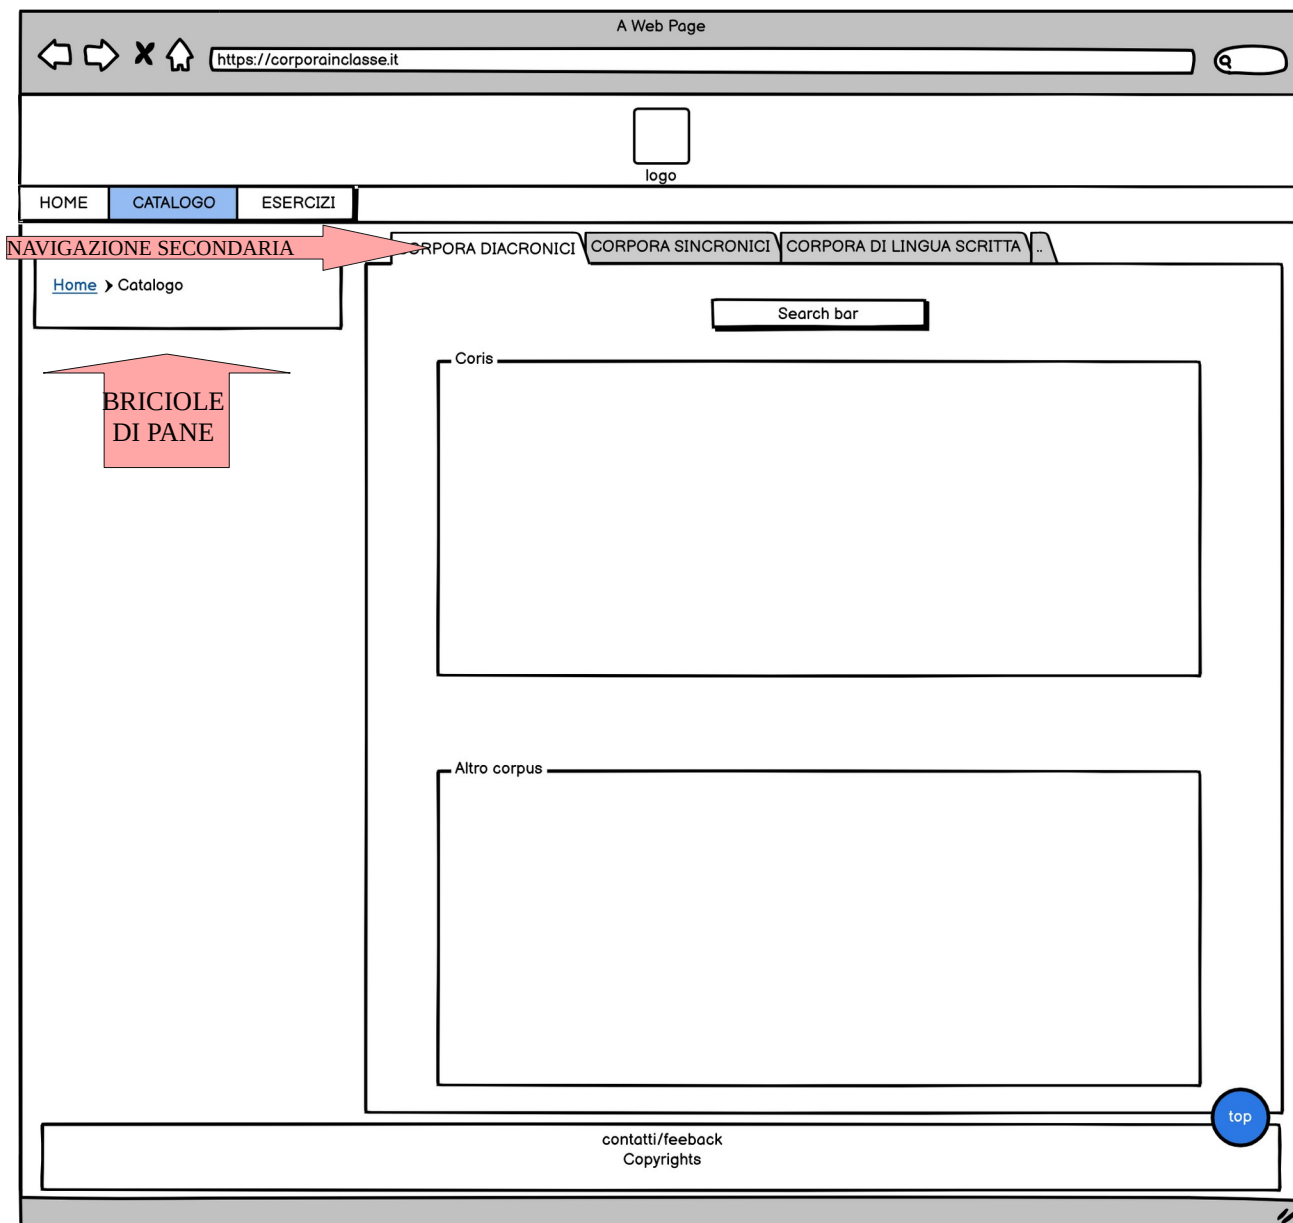 A Web Page
https://corporainclasse.it
logo
HOME CATALOGO ESERCIZI
NAVIGAZIONE SECONDARIA
CORPORA DIACRONICI CORPORA SINCRONICI CORPORA DI LINGUA SCRITTA ..
Home > Catalogo
Search bar
Coris
BRICIOLE
DI PANE
Altro corpus
top
contatti/feeback
Copyrights